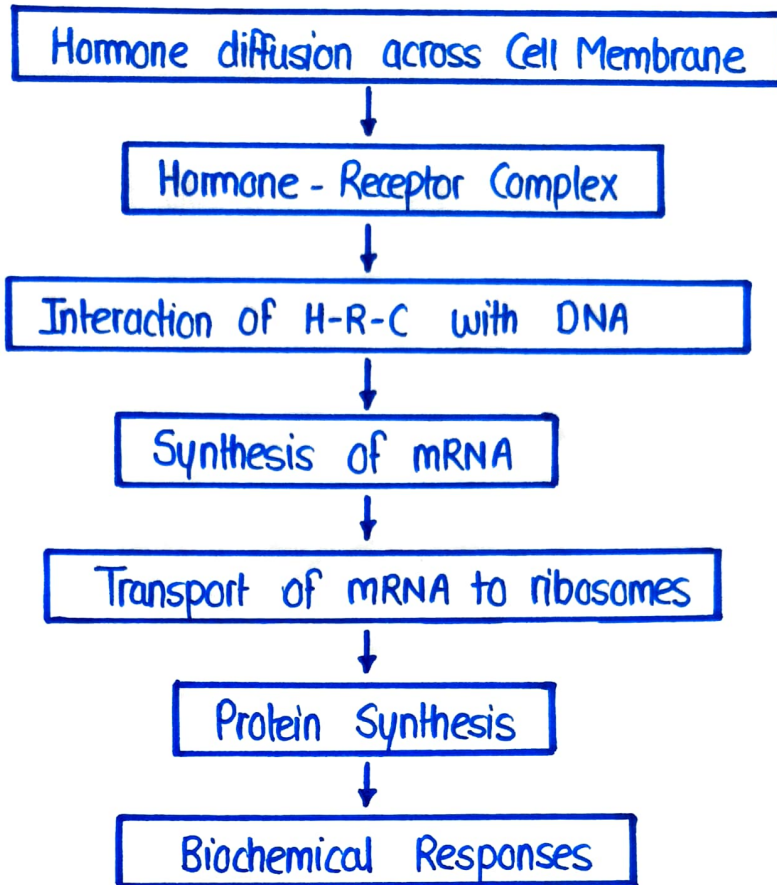 Hormone diffusion across Cell Membrane
Hormone - Receptor Complex
Interaction of H-R-C with DNA
Synthesis of mRNA
Transport of mRNA to ribosomes
Protein Synthesis
Biochemical Responses